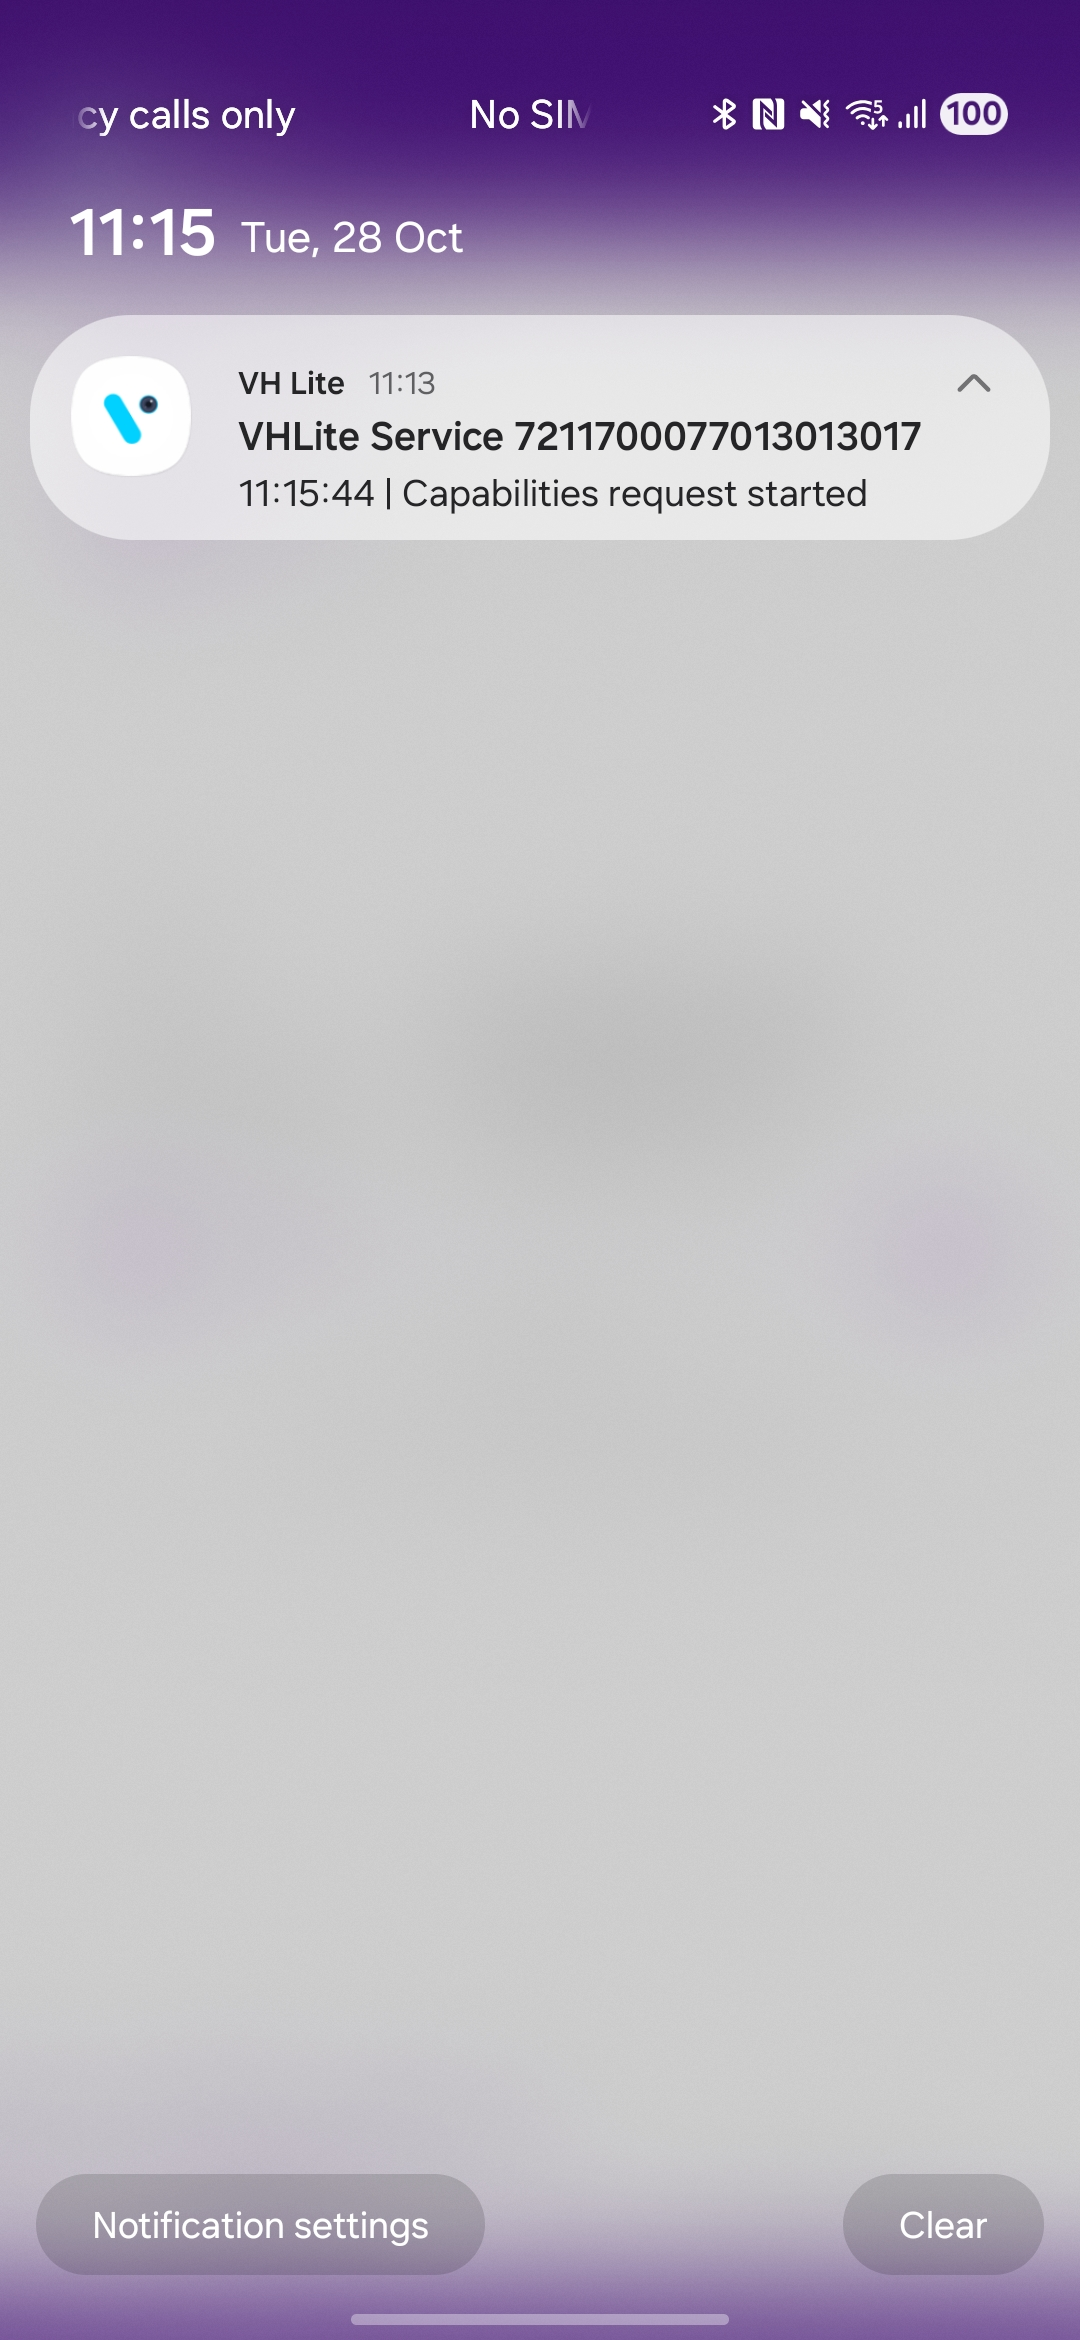 cy calls only No SIM 5 100
11:15 Tue, 28 Oct
VH Lite 11:13
VHLite Service 7211700077013013017
11:15:44 | Capabilities request started
Notification settings
Clear